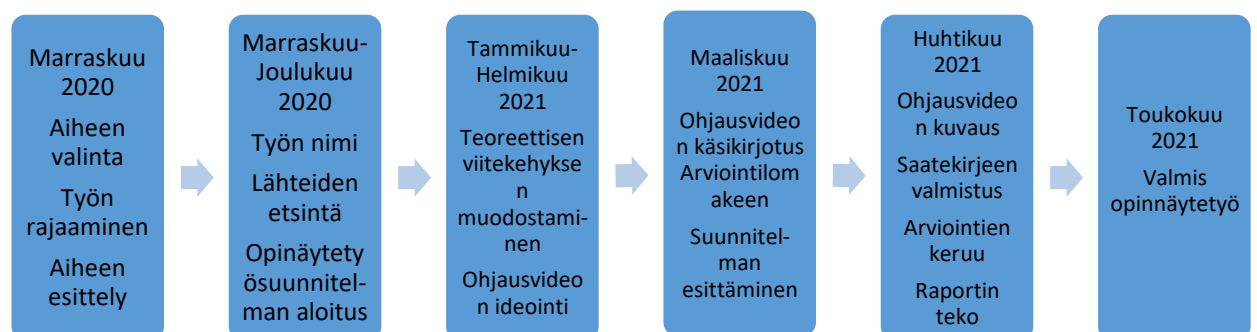 Marraskuu
2020
Aiheen
valinta
Työn
rajaaminen
Aiheen
esittely
Marraskuu-
Joulukuu
2020
Työn nimi
Lähteiden
etsintä
Opinäytety
ösuunnitel-
man aloitus
Tammikuu-
Helmikuu
2021
Teoreettisen
viitekehykse
n
muodostami-
nen
Ohjausvideo
n ideointi
Maaliskuu
2021
Ohjausvideo
n käsikirjotus
Arviointilom
akeen
Suunnitel-
man
esittäminen
Huhtikuu
2021
Ohjausvideo
n kuvaus
Saatekirjeen
valmistus
Arviointien
keruu
Raportin
teko
Toukokuu
2021
Valmis
opinnäytetyö